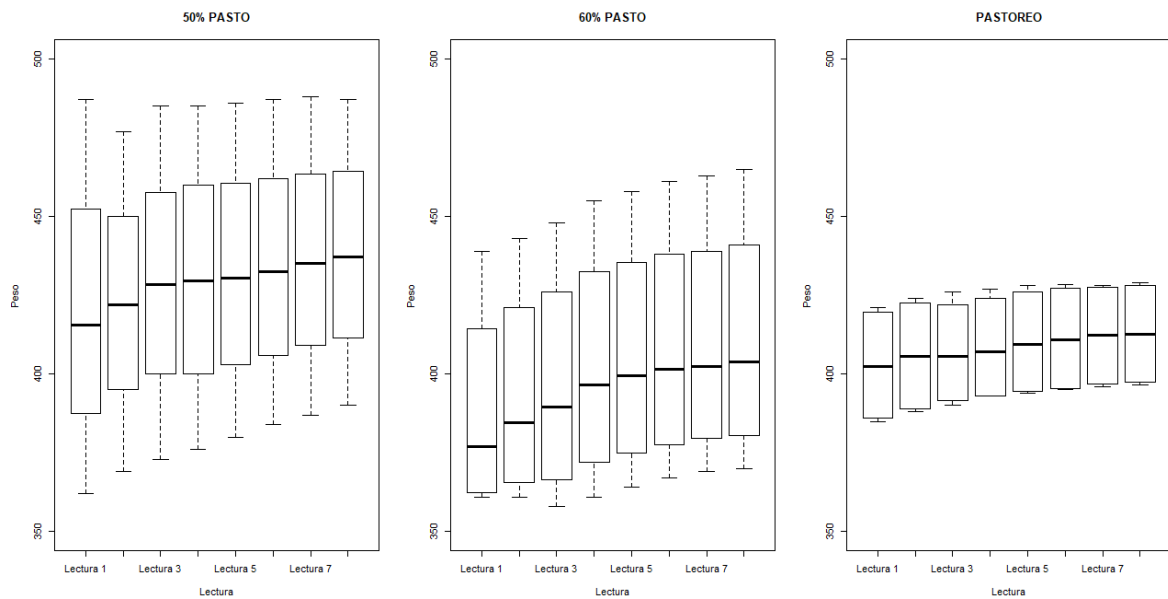 50% PASTO
60% PASTO
PASTOREO
500
450
400
350
Peso
Lectura 1
Lectura 3
Lectura 5
Lectura 7
Lectura
500
450
400
350
Peso
Lectura 1
Lectura 3
Lectura 5
Lectura 7
Lectura
500
450
400
350
Peso
Lectura 1
Lectura 3
Lectura 5
Lectura 7
Lectura